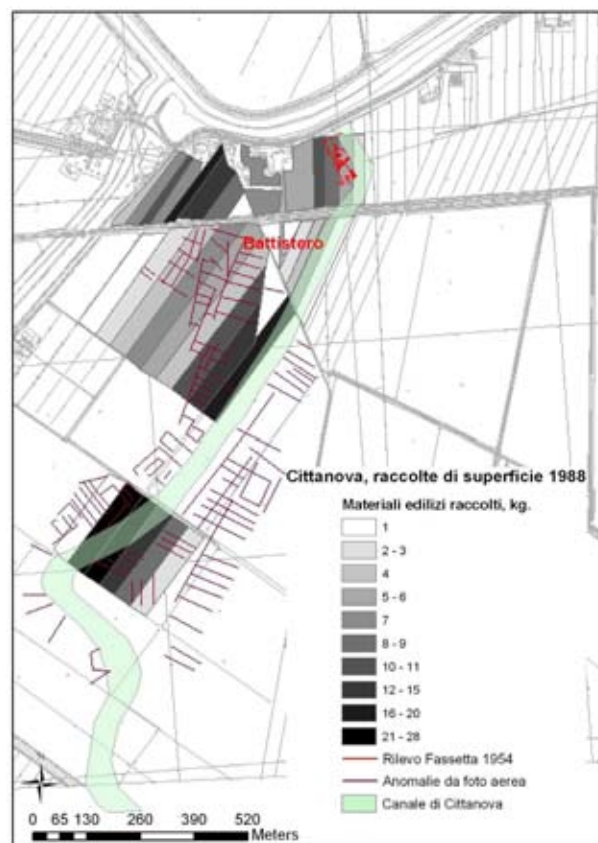 Battistero
Cittanova, raccolte di superficie 1988
Materiali edilizi raccolti, kg.
1
2 - 3
4
5 - 6
7
8 - 9
10 - 11
12 - 15
16 - 20
21 - 28
Rilevo Fassetta 1954
Anomalie da foto aerea
Canale di Cittanova
0 65 130 260 390 520
Meters